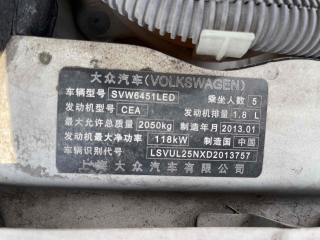 大众汽车(VOLKSWAGEN)
车辆型号 SVW6451LED 乘坐人数 5
发动机型号 CEA 发动机排量 1.8 L
最大允许总质量 2050kg 制造年月 2013.01
发动机最大净功率 118kW 制造国 中国
车辆识别代号 LSVUL25NXD2013757
上海大众汽车有限公司